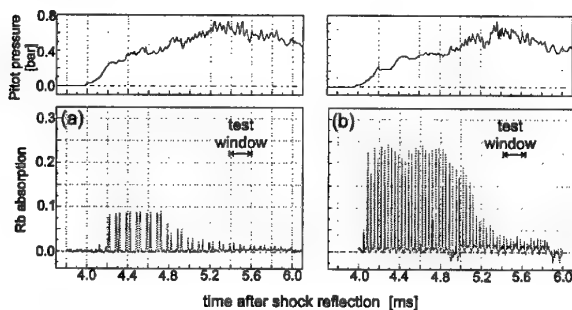 Pitot pressure
[bar]
0.8
0.4
0.0
(a)
test
window
(b)
test
window
Rb absorption
0.3
0.2
0.1
0.0
4.0 4.4 4.8 5.2 5.6 6.0
4.0 4.4 4.8 5.2 5.6 6.0
time after shock reflection [ms]